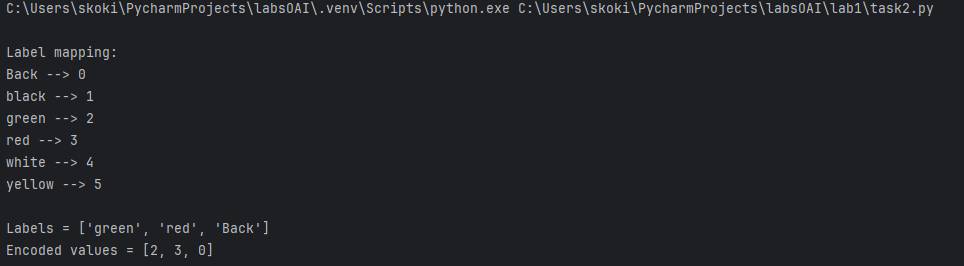 C:\Users\skoki\PycharmProjects\labsOAI\.venv\Scripts\python.exe C:\Users\skoki\PycharmProjects\labsOAI\lab1\task2.py
Label mapping:
Back --> 0
black --> 1
green --> 2
red --> 3
white --> 4
yellow --> 5
Labels = ['green', 'red', 'Back']
Encoded values = [2, 3, 0]